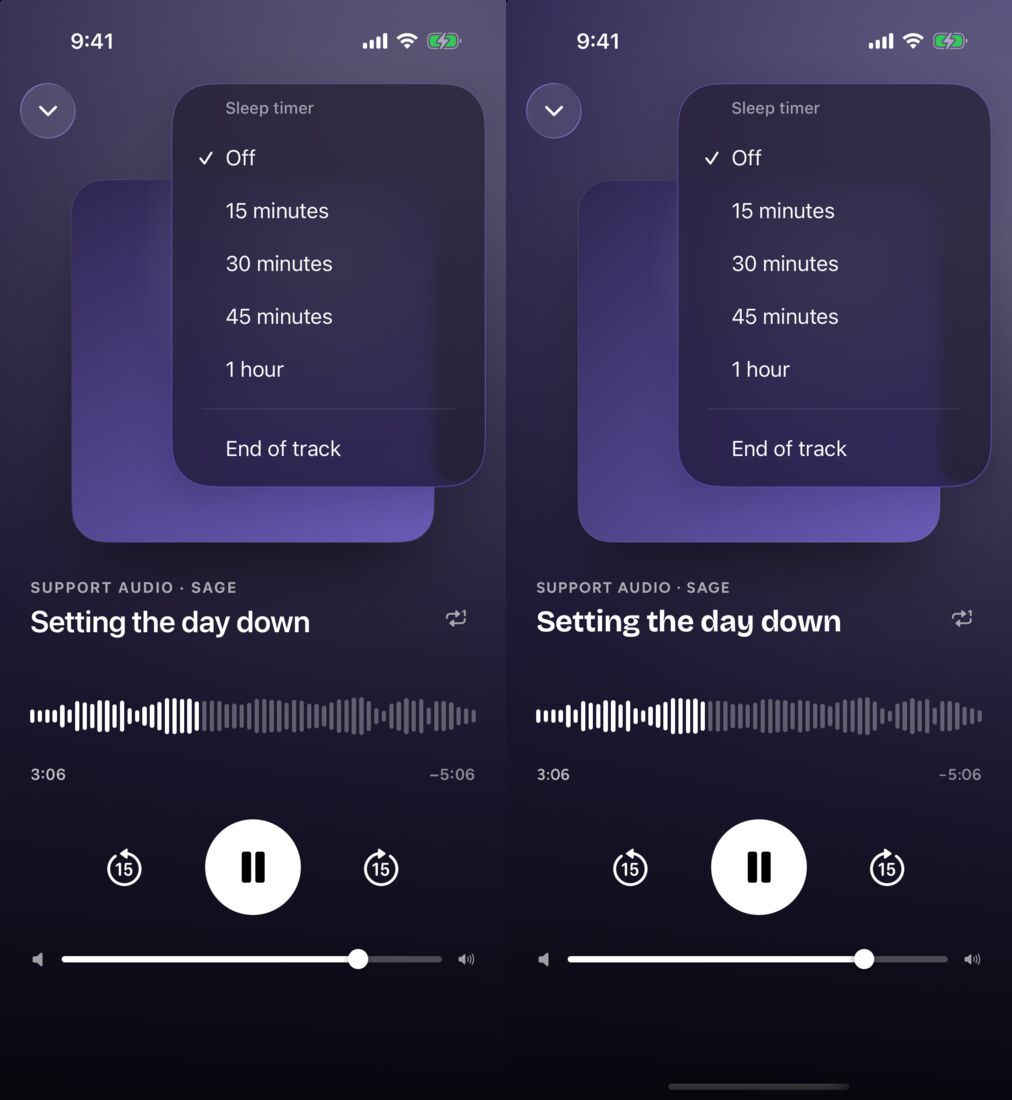 9:41
Sleep timer
Off
15 minutes
30 minutes
45 minutes
1 hour
End of track
SUPPORT AUDIO · SAGE
Setting the day down
1
3:06
−5:06
15
15
9:41
Sleep timer
Off
15 minutes
30 minutes
45 minutes
1 hour
End of track
SUPPORT AUDIO · SAGE
Setting the day down
1
3:06
−5:06
15
15